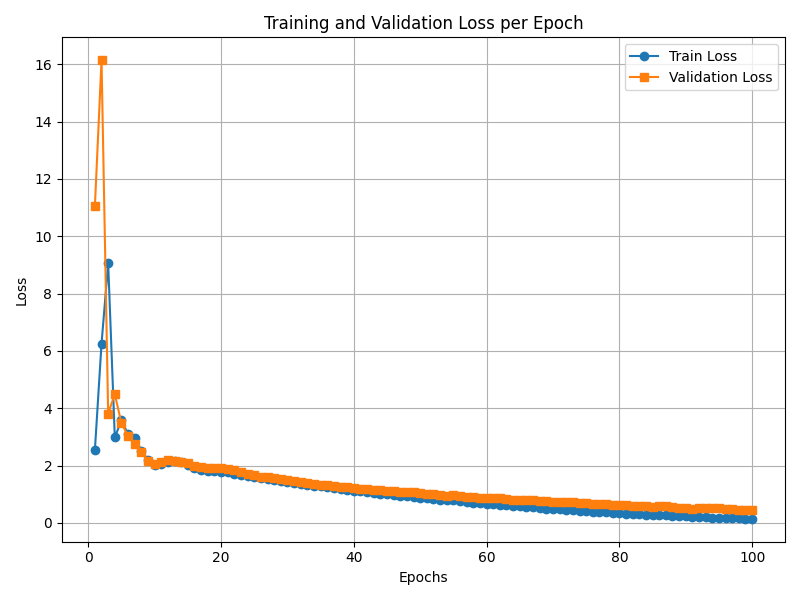 Training and Validation Loss per Epoch
Train Loss
Validation Loss
Loss
16
14
12
10
8
6
4
2
0
0 20 40 60 80 100
Epochs